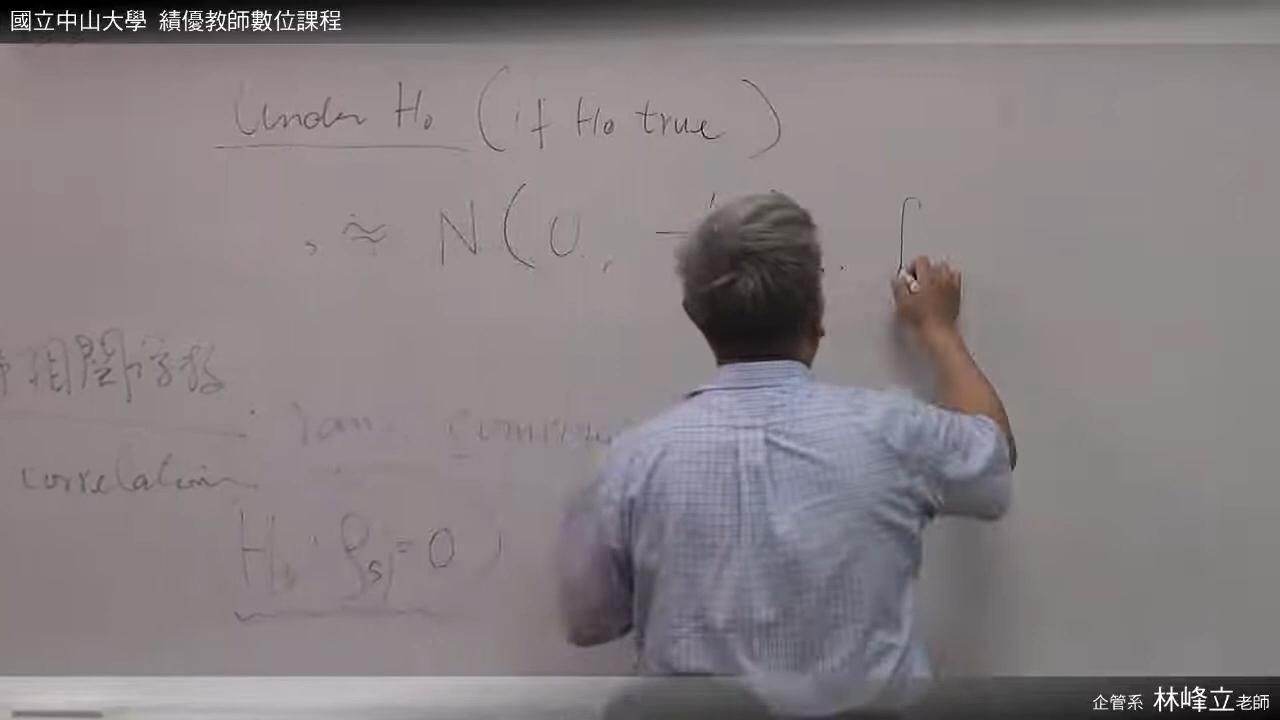 國立中山大學 績優教師數位課程
Under H₀ (if H₀ true)
, ≈ N(0,
相關係數
correlation
H₀: ρs = 0
企管系 林峰立老師